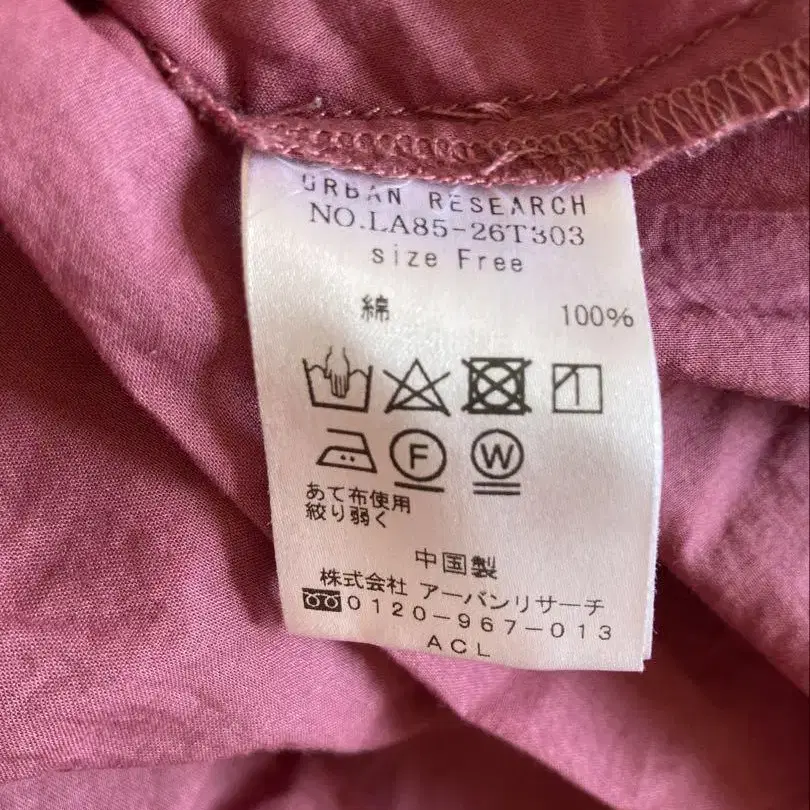 URBAN RESEARCH
NO.LA85-26T303
size Free
綿 100%
F W
あて布使用
絞り弱く
中国製
株式会社 アーバンリサーチ
0120-967-013
ACL